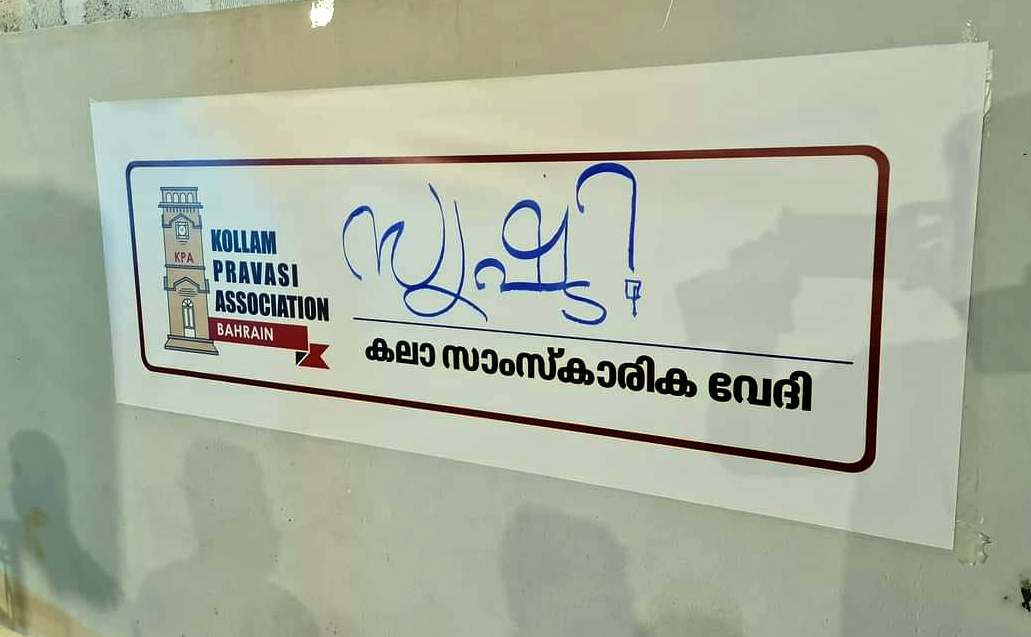 KPA
KOLLAM
PRAVASI
ASSOCIATION
BAHRAIN
സൃഷ്ടി
കലാ സാംസ്കാരിക വേദി